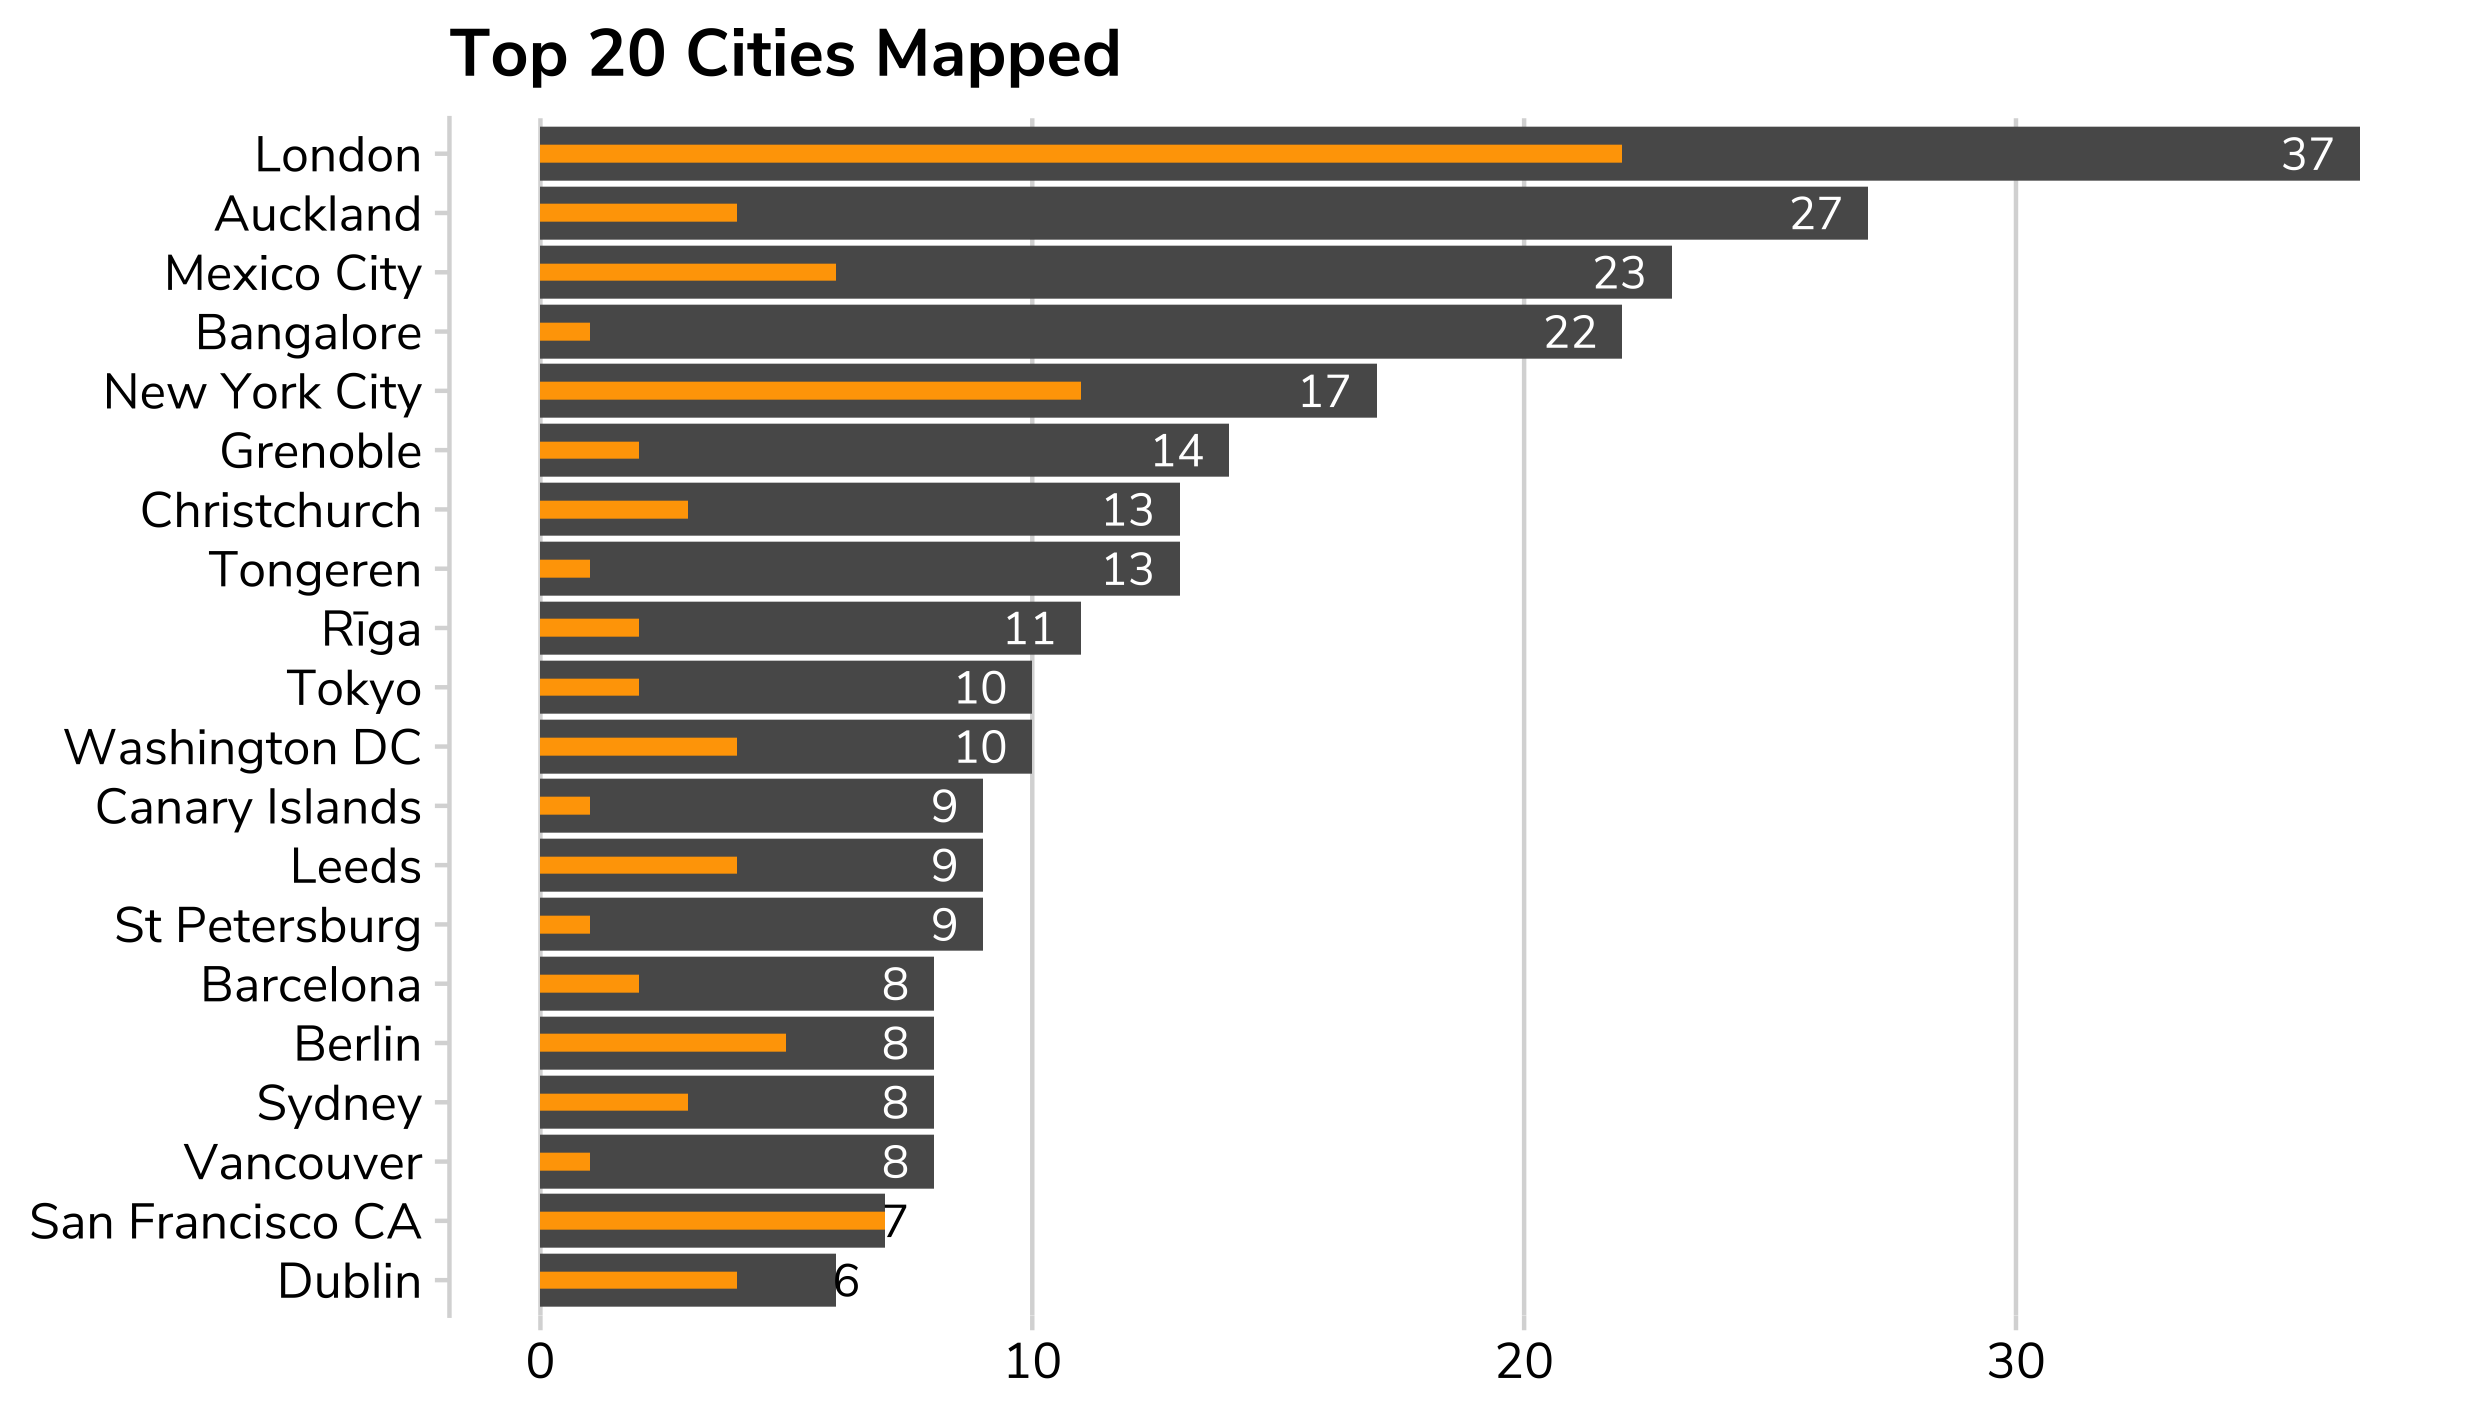 Top 20 Cities Mapped
London 37
Auckland 27
Mexico City 23
Bangalore 22
New York City 17
Grenoble 14
Christchurch 13
Tongeren 13
Rīga 11
Tokyo 10
Washington DC 10
Canary Islands 9
Leeds 9
St Petersburg 9
Barcelona 8
Berlin 8
Sydney 8
Vancouver 8
San Francisco CA 7
Dublin 6
0 10 20 30